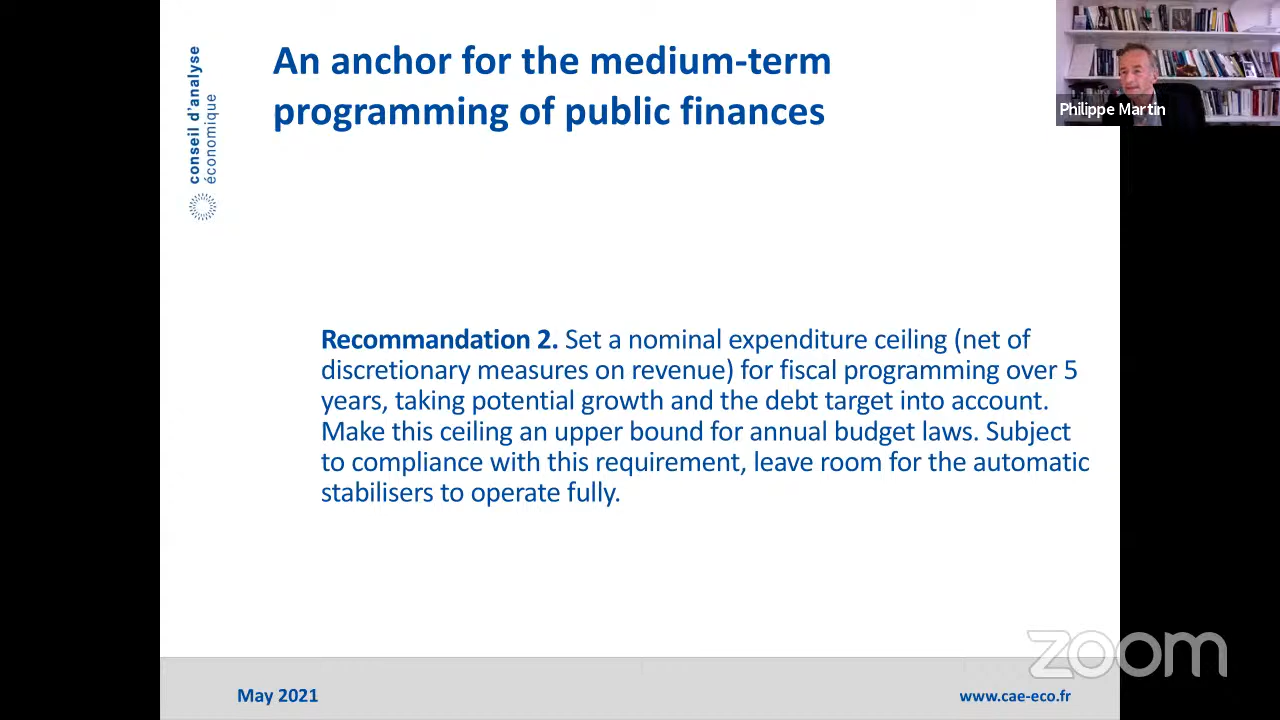 An anchor for the medium-term
programming of public finances
conseil d'analyse
économique
Philippe Martin
Recommandation 2. Set a nominal expenditure ceiling (net of
discretionary measures on revenue) for fiscal programming over 5
years, taking potential growth and the debt target into account.
Make this ceiling an upper bound for annual budget laws. Subject
to compliance with this requirement, leave room for the automatic
stabilisers to operate fully.
zoom
May 2021
www.cae-eco.fr